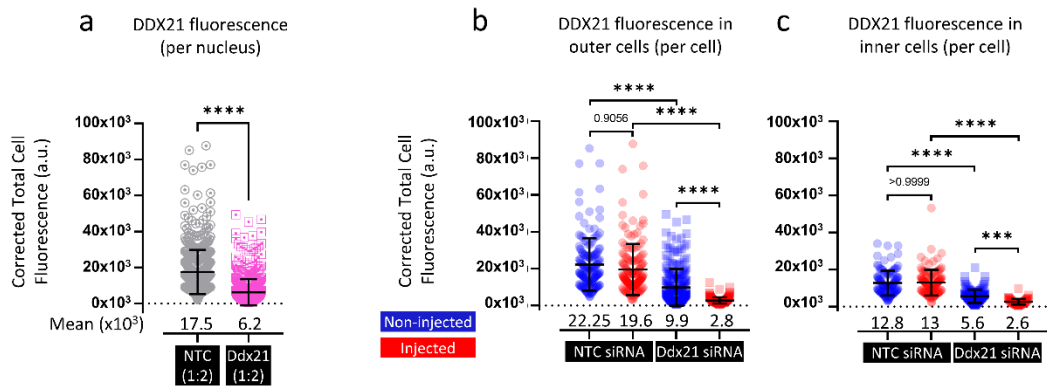 a
DDX21 fluorescence
(per nucleus)
Corrected Total Cell
Fluorescence (a.u.)
100x10³
80x10³
60x10³
40x10³
20x10³
0x10³
****
Mean (x10³)
17.5 6.2
NTC (1:2)
Ddx21 (1:2)
b
DDX21 fluorescence in
outer cells (per cell)
Corrected Total Cell
Fluorescence (a.u.)
100x10³
80x10³
60x10³
40x10³
20x10³
0x10³
****
0.9056
****
****
Non-injected
Injected
22.25 19.6 9.9 2.8
NTC siRNA Ddx21 siRNA
c
DDX21 fluorescence in
inner cells (per cell)
100x10³
80x10³
60x10³
40x10³
20x10³
0x10³
****
****
>0.9999
***
12.8 13 5.6 2.6
NTC siRNA Ddx21 siRNA